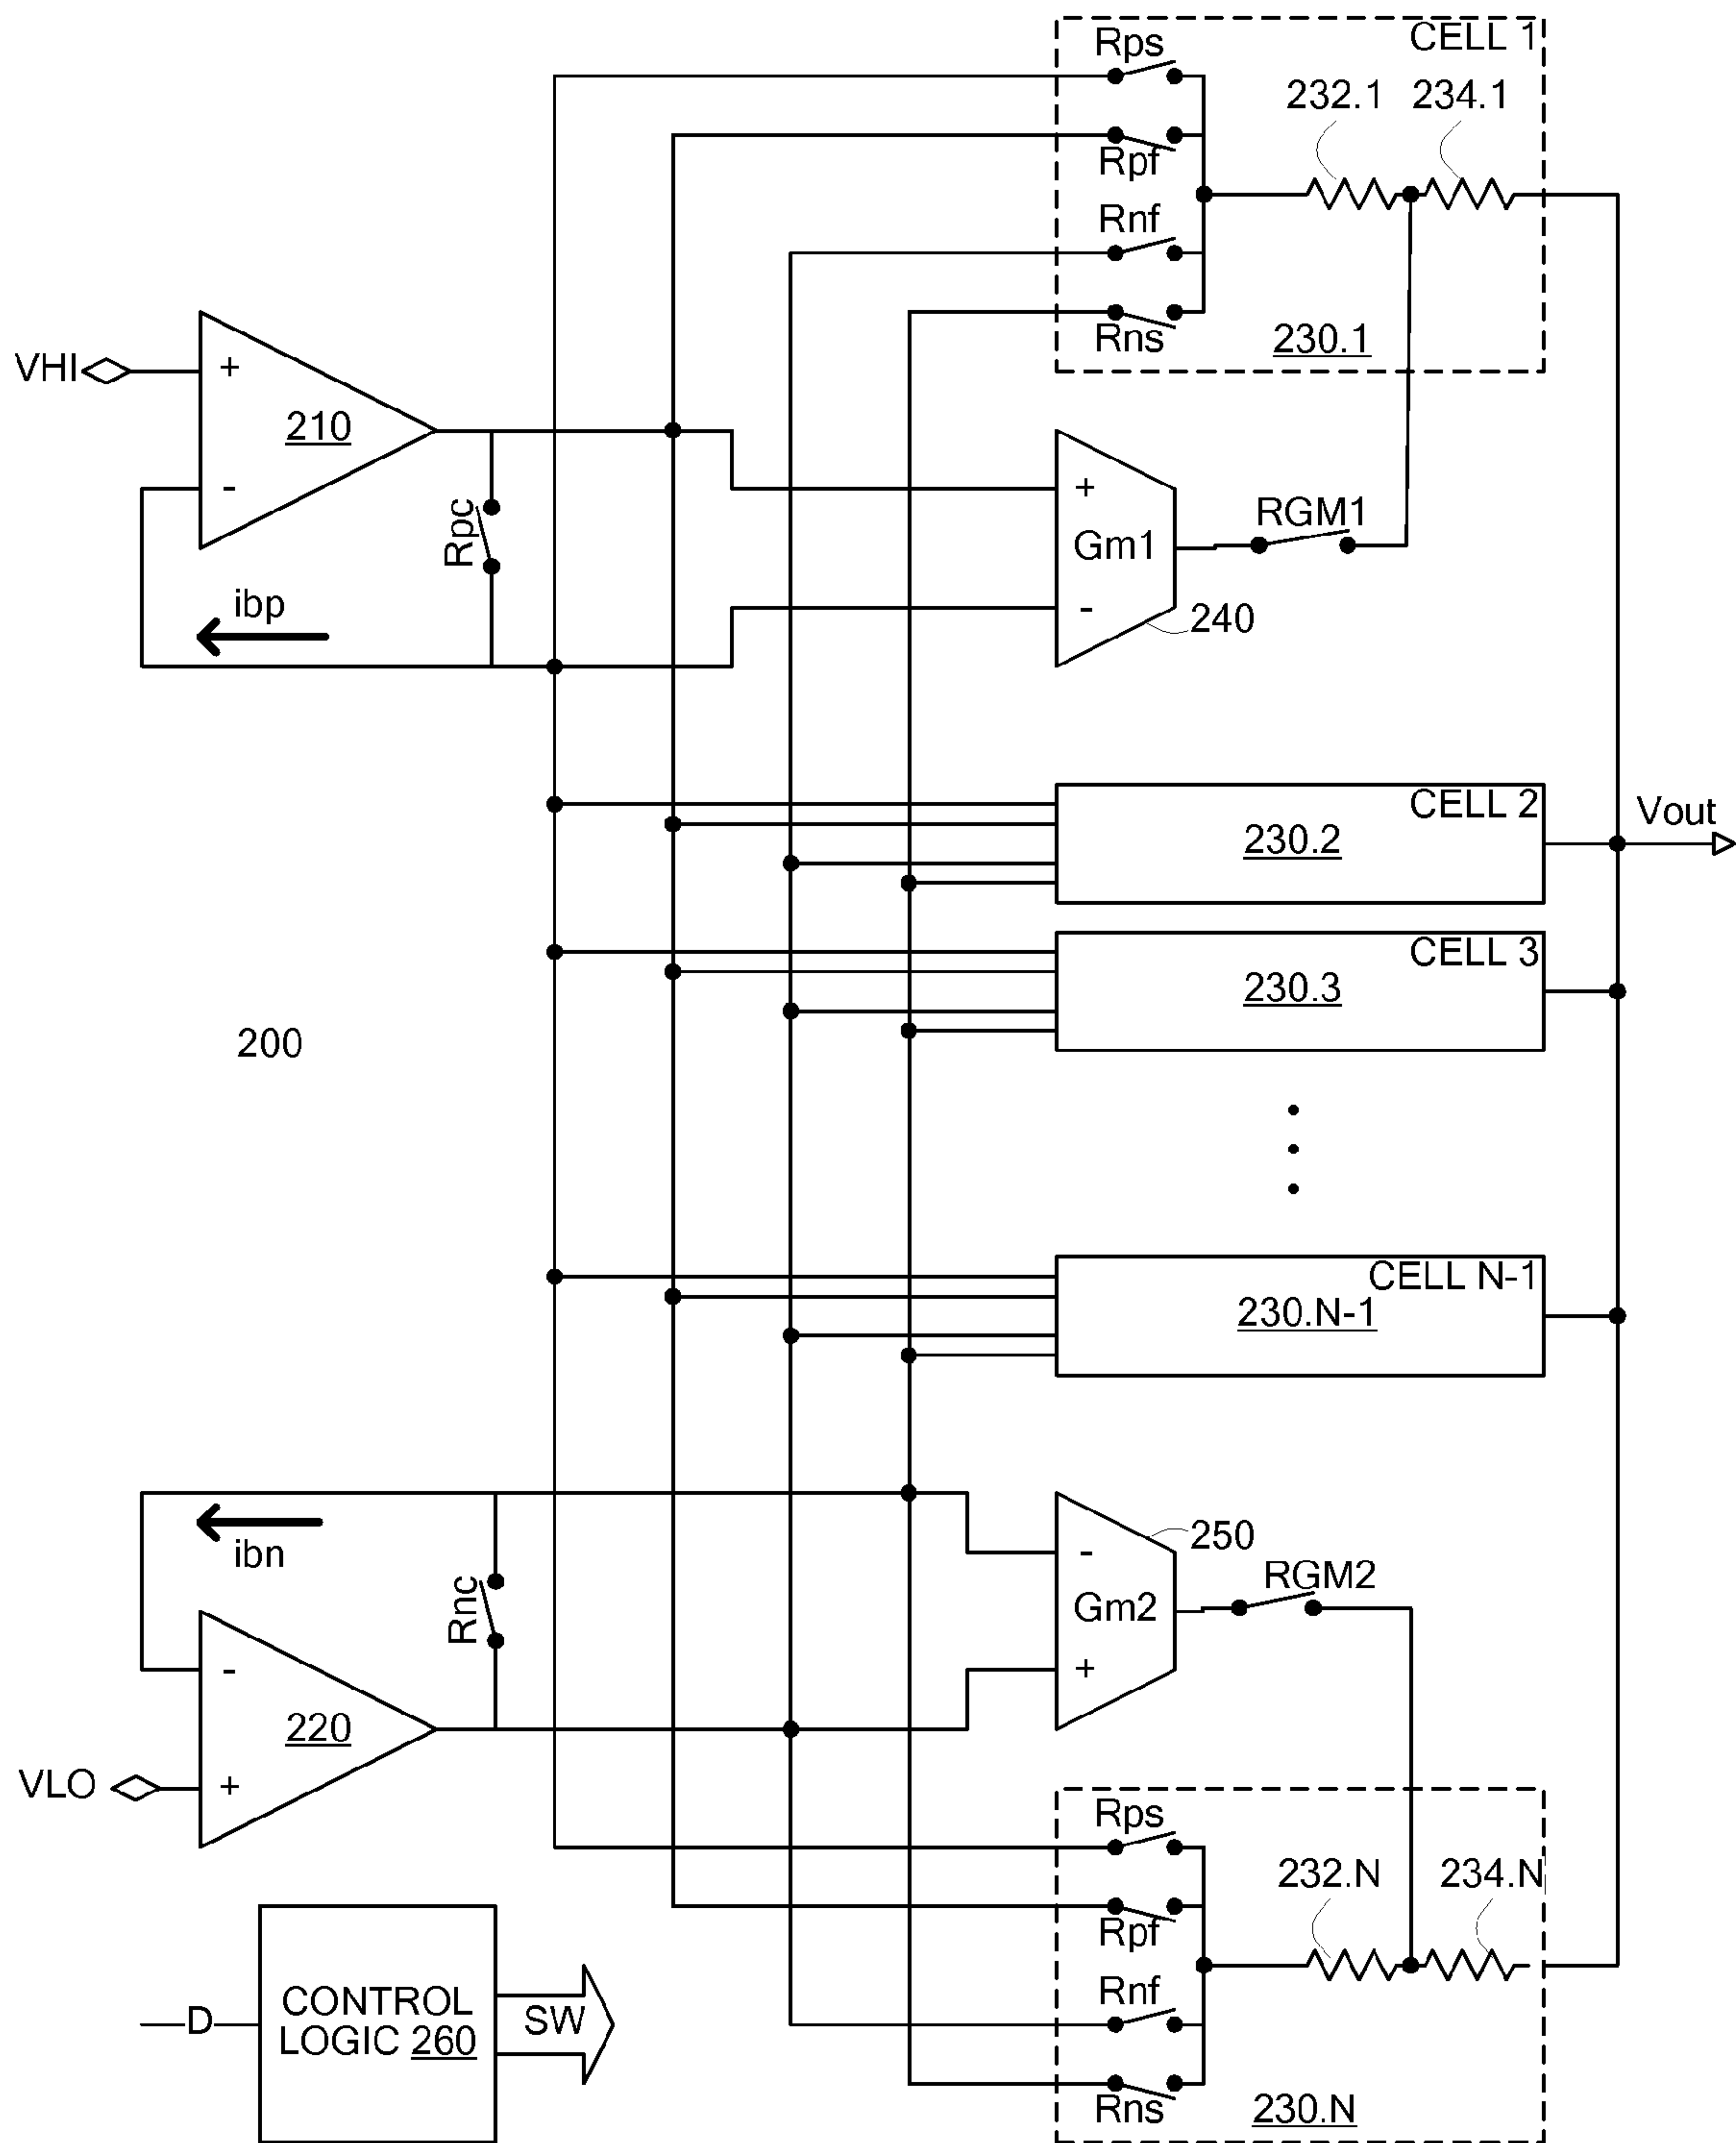 CELL 1
Rps
232.1 234.1
Rpf
Rnf
Rns
230.1
VHI
+
210
-
Rpc
ibp
+
Gm1
-
RGM1
240
CELL 2
230.2
Vout
CELL 3
230.3
200
CELL N-1
230.N-1
ibn
Rnc
-
220
+
VLO
250
-
Gm2
+
RGM2
Rps
232.N 234.N
Rpf
Rnf
Rns
230.N
D
CONTROL
LOGIC 260
SW